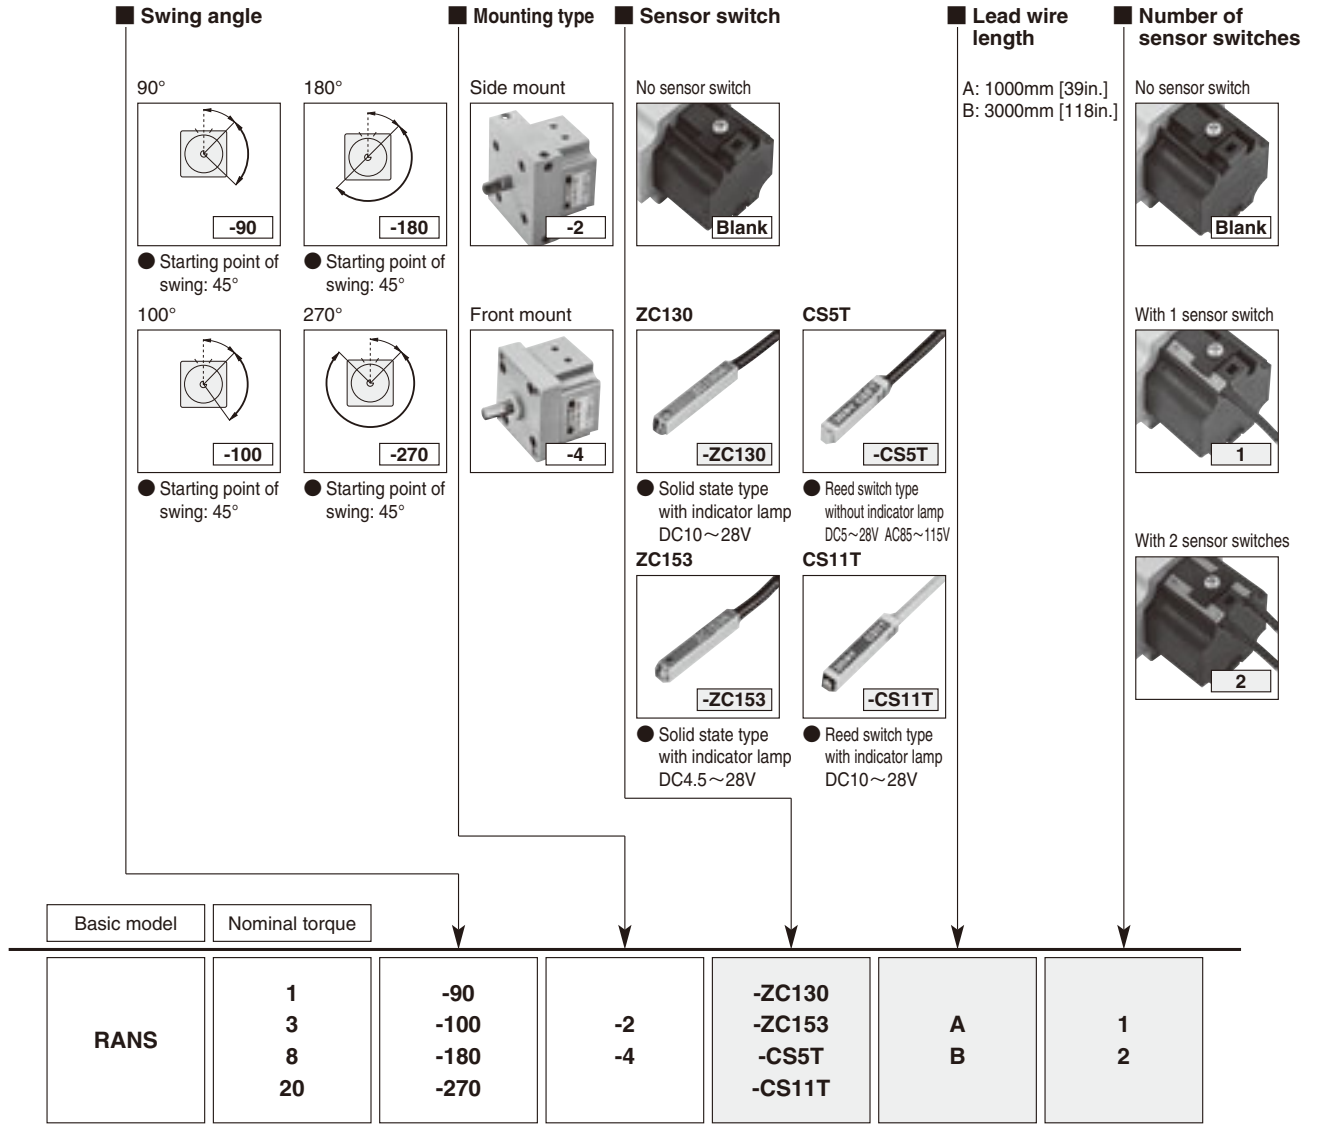 ■ Swing angle
90°
-90
● Starting point of
swing: 45°
180°
-180
● Starting point of
swing: 45°
100°
-100
● Starting point of
swing: 45°
270°
-270
● Starting point of
swing: 45°
■ Mounting type
Side mount
-2
Front mount
-4
■ Sensor switch
No sensor switch
Blank
ZC130
-ZC130
● Solid state type
with indicator lamp
DC10～28V
CS5T
-CS5T
● Reed switch type
without indicator lamp
DC5～28V AC85～115V
ZC153
-ZC153
● Solid state type
with indicator lamp
DC4.5～28V
CS11T
-CS11T
● Reed switch type
with indicator lamp
DC10～28V
■ Lead wire
length
A: 1000mm [39in.]
B: 3000mm [118in.]
■ Number of
sensor switches
No sensor switch
Blank
With 1 sensor switch
1
With 2 sensor switches
2
Basic model
RANS
Nominal torque
1
3
8
20
-90
-100
-180
-270
-2
-4
-ZC130
-ZC153
-CS5T
-CS11T
A
B
1
2